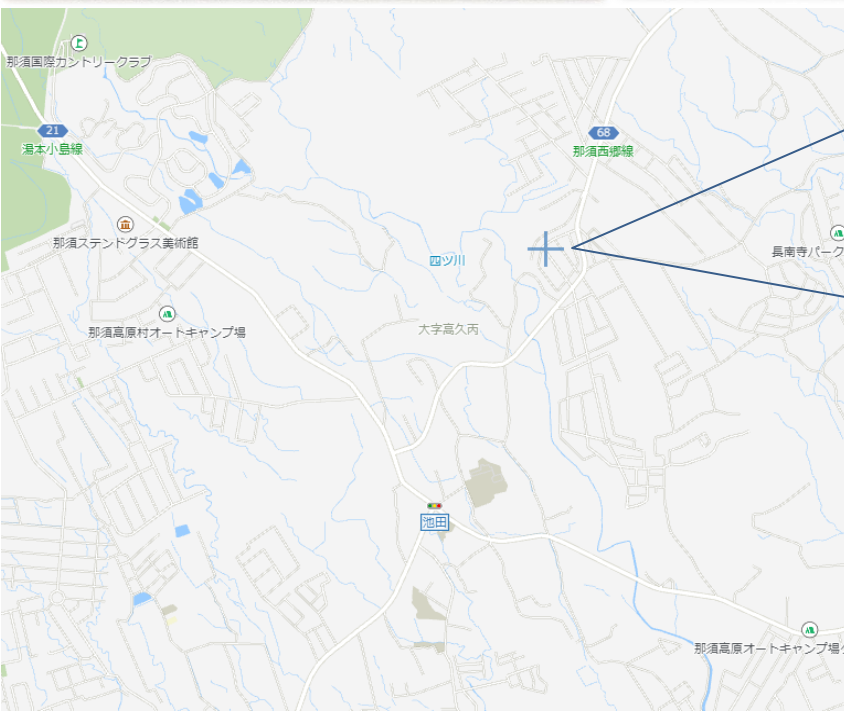 那須国際カントリークラブ
21
湯本小島線
68
那須西郷線
那須ステンドグラス美術館
長南寺パーク
四ツ川
那須高原村オートキャンプ場
大字高久丙
池田
那須高原オートキャンプ場